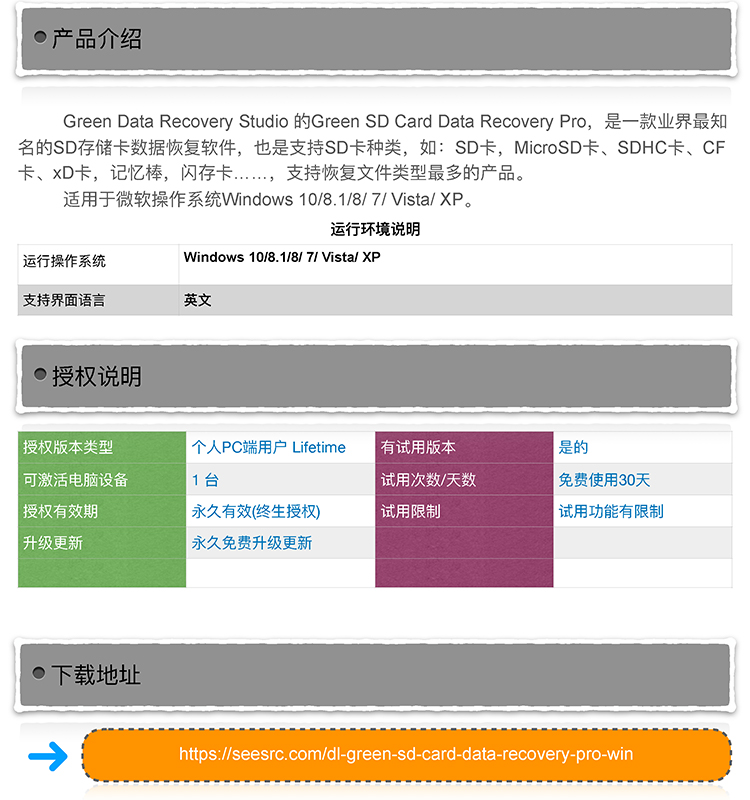 产品介绍
Green Data Recovery Studio 的Green SD Card Data Recovery Pro，是一款业界最知
名的SD存储卡数据恢复软件，也是支持SD卡种类，如：SD卡，MicroSD卡、SDHC卡、CF
卡、xD卡，记忆棒，闪存卡……，支持恢复文件类型最多的产品。
适用于微软操作系统Windows 10/8.1/8/ 7/ Vista/ XP。
运行环境说明
运行操作系统 Windows 10/8.1/8/ 7/ Vista/ XP
支持界面语言 英文
授权说明
授权版本类型 个人PC端用户 Lifetime 有试用版本 是的
可激活电脑设备 1 台 试用次数/天数 免费使用30天
授权有效期 永久有效(终生授权) 试用限制 试用功能有限制
升级更新 永久免费升级更新
下载地址
https://seesrc.com/dl-green-sd-card-data-recovery-pro-win